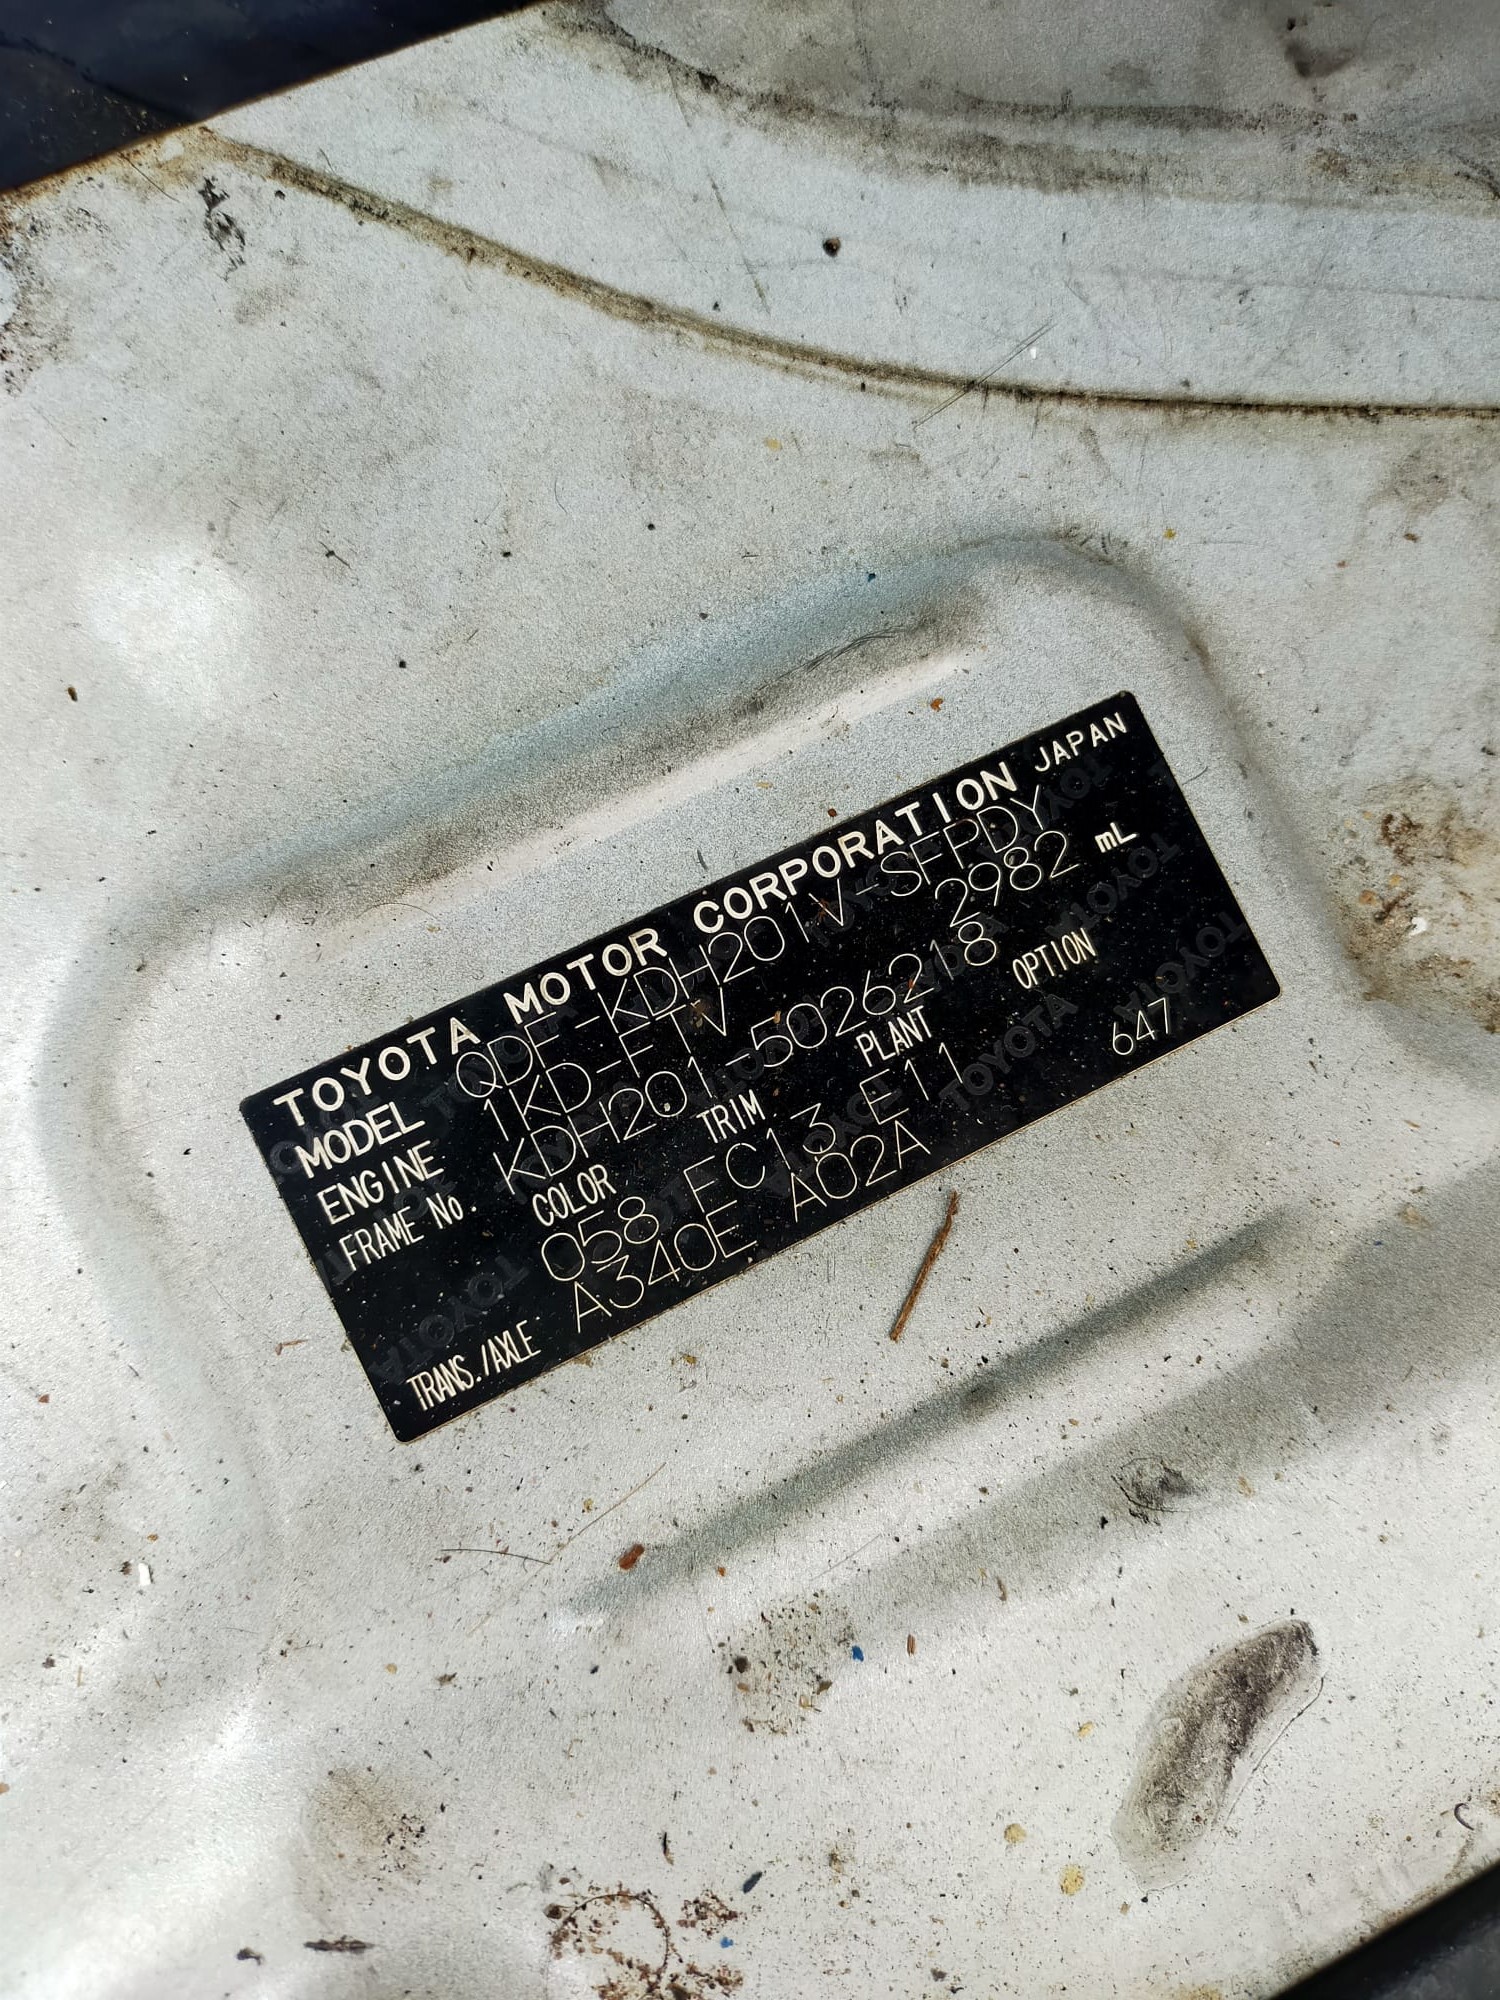 TOYOTA MOTOR CORPORATION JAPAN
MODEL QDF-KDH201V-SFPDY
ENGINE 1KD-FTV 2982 mL
FRAME No. KDH201-5026218
COLOR TRIM PLANT OPTION
058 FC13 E11 647
TRANS./AXLE A340E A02A